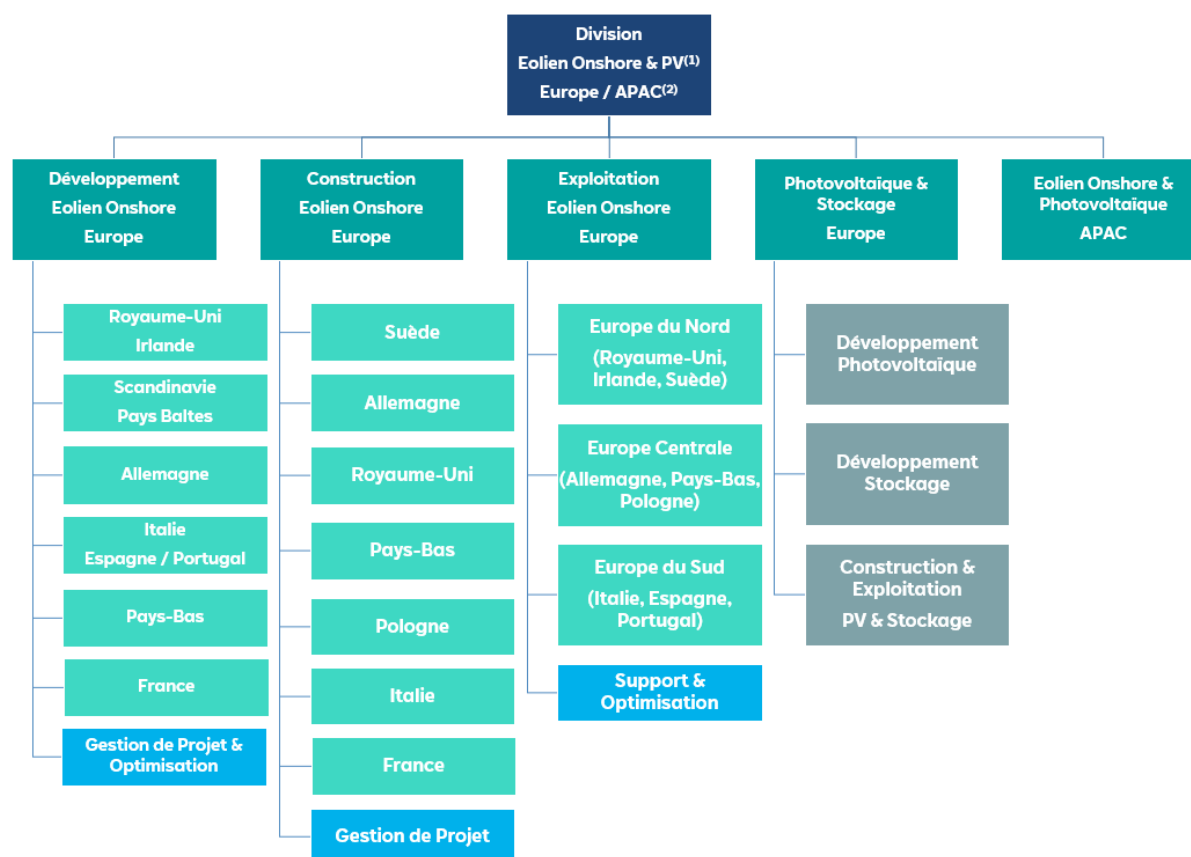 Division
Eolien Onshore & PV(1)
Europe / APAC(2)
Développement
Eolien Onshore
Europe
Construction
Eolien Onshore
Europe
Exploitation
Eolien Onshore
Europe
Photovoltaïque &
Stockage
Europe
Eolien Onshore &
Photovoltaïque
APAC
Royaume-Uni
Irlande
Scandinavie
Pays Baltes
Allemagne
Italie
Espagne / Portugal
Pays-Bas
France
Gestion de Projet &
Optimisation
Suède
Allemagne
Royaume-Uni
Pays-Bas
Pologne
Italie
France
Gestion de Projet
Europe du Nord
(Royaume-Uni,
Irlande, Suède)
Europe Centrale
(Allemagne, Pays-Bas,
Pologne)
Europe du Sud
(Italie, Espagne,
Portugal)
Support &
Optimisation
Développement
Photovoltaïque
Développement
Stockage
Construction &
Exploitation
PV & Stockage